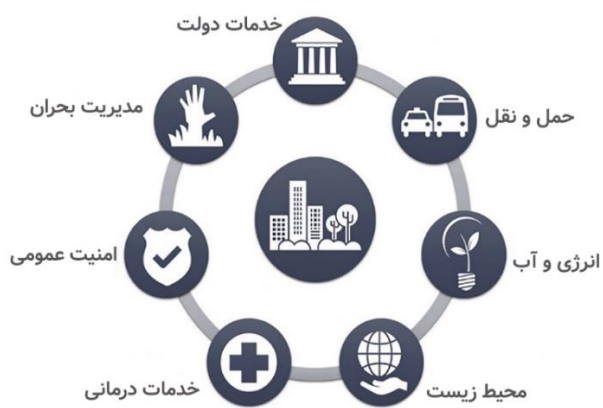 خدمات دولت
حمل و نقل
انرژی و آب
محیط زیست
خدمات درمانی
امنیت عمومی
مدیریت بحران